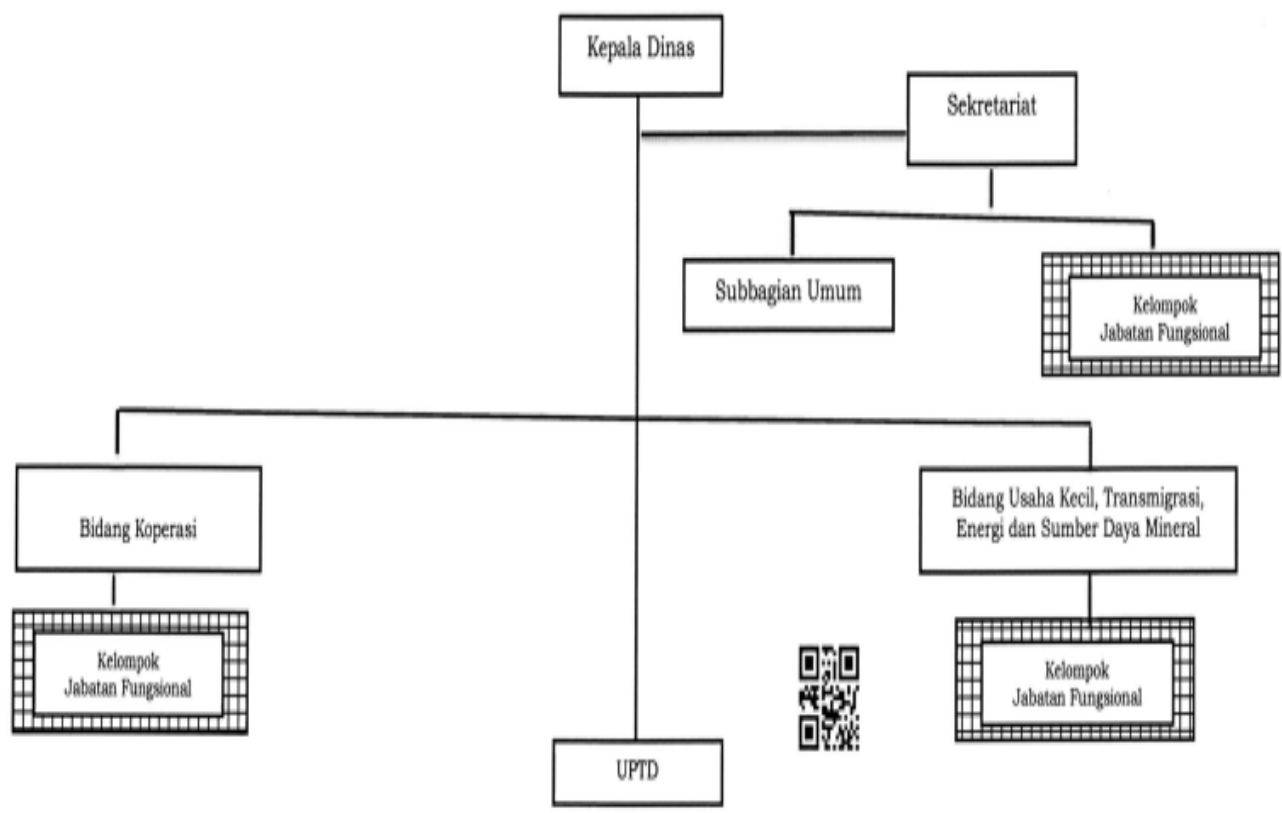 Kepala Dinas
Sekretariat
Subbagian Umum
Kelompok
Jabatan Fungsional
Bidang Koperasi
Bidang Usaha Kecil, Transmigrasi,
Energi dan Sumber Daya Mineral
Kelompok
Jabatan Fungsional
Kelompok
Jabatan Fungsional
UPTD